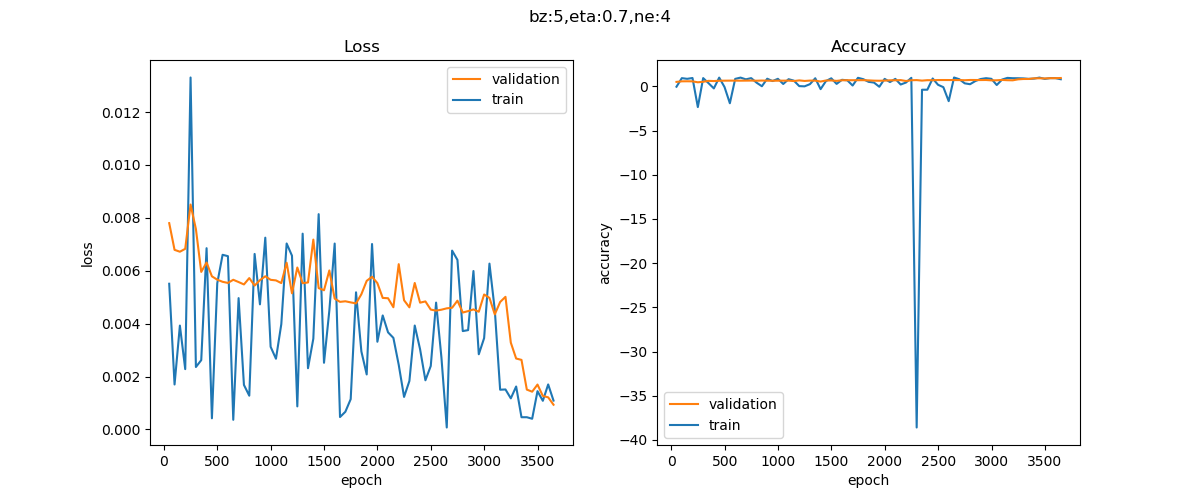 bz:5,eta:0.7,ne:4
Loss
validation
train
0.012
0.010
0.008
0.006
0.004
0.002
0.000
loss
0
500
1000
1500
2000
2500
3000
3500
epoch
Accuracy
0
−5
−10
−15
−20
−25
−30
−35
−40
accuracy
validation
train
0
500
1000
1500
2000
2500
3000
3500
epoch